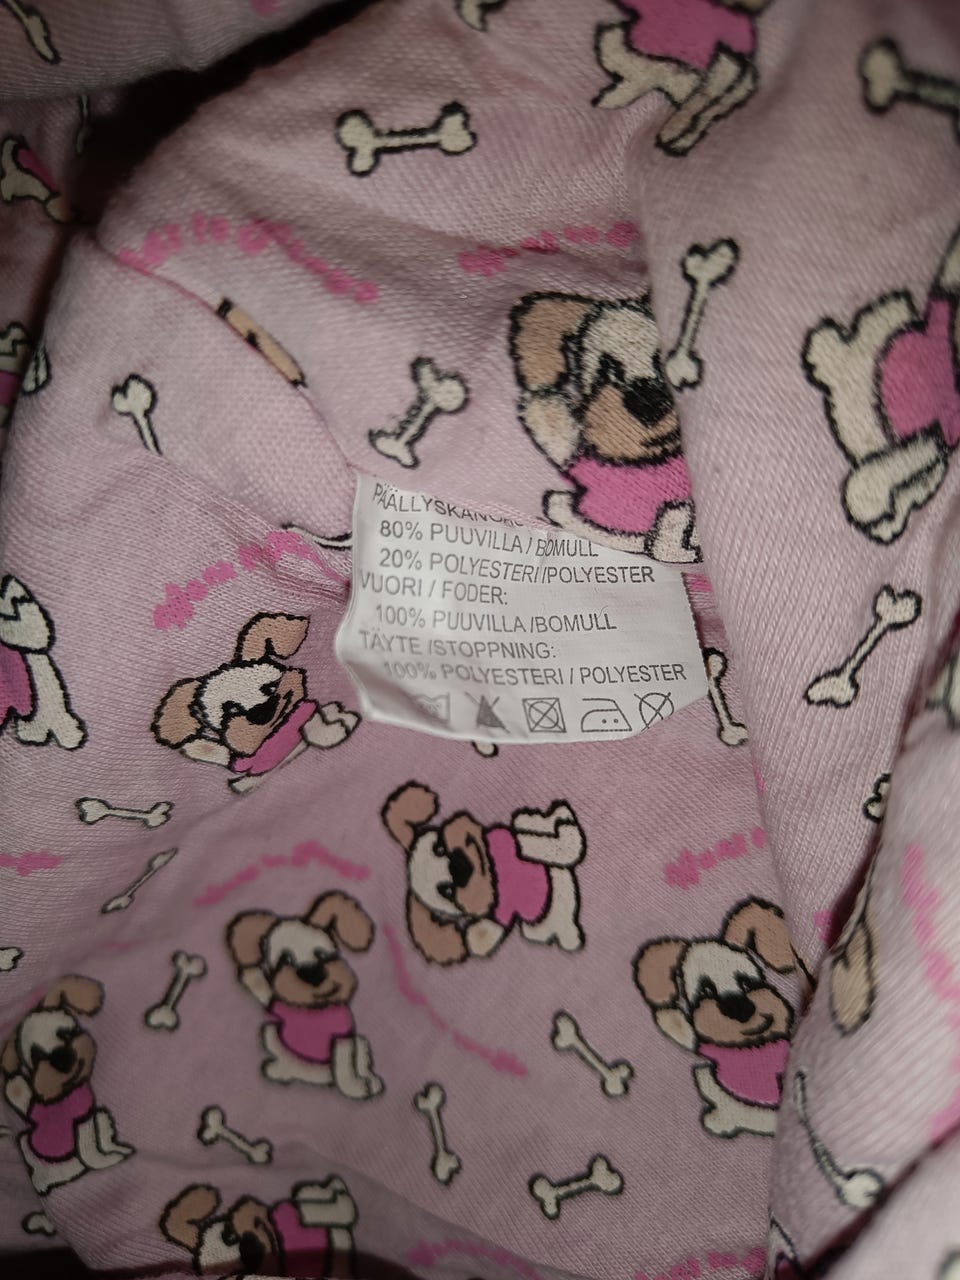 80% PUUVILLA / BOMULL
20% POLYESTERI /POLYESTER
VUORI / FODER:
100% PUUVILLA /BOMULL
TÄYTE /STOPPNING:
100% POLYESTERI / POLYESTER